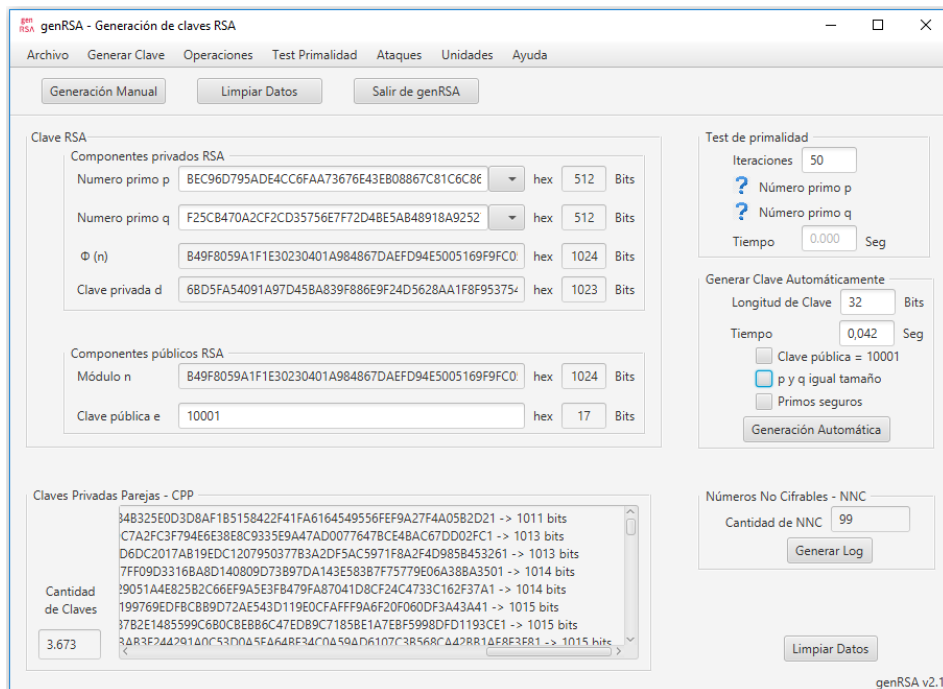 gen RSA genRSA - Generación de claves RSA
Archivo Generar Clave Operaciones Test Primalidad Ataques Unidades Ayuda
Generación Manual Limpiar Datos Salir de genRSA
Clave RSA
Componentes privados RSA
Numero primo p BEC96D795ADE4CC6FAA73676E43EB08867C81C6C86 hex 512 Bits
Numero primo q F25CB470A2CF2CD35756E7F72D4BE5AB48918A9252 hex 512 Bits
Φ (n) B49F8059A1F1E30230401A984867DAEFD94E5005169F9FC0 hex 1024 Bits
Clave privada d 6BD5FA54091A97D45BA839F886E9F24D5628AA1F8F953754 hex 1023 Bits
Componentes públicos RSA
Módulo n B49F8059A1F1E30230401A984867DAEFD94E5005169F9FC0 hex 1024 Bits
Clave pública e 10001 hex 17 Bits
Test de primalidad
Iteraciones 50
? Número primo p
? Número primo q
Tiempo 0.000 Seg
Generar Clave Automáticamente
Longitud de Clave 32 Bits
Tiempo 0,042 Seg
Clave pública = 10001
p y q igual tamaño
Primos seguros
Generación Automática
Claves Privadas Parejas - CPP
Cantidad
de Claves
3.673
34B325E0D3D8AF1B5158422F41FA6164549556FEF9A27F4A05B2D21 -> 1011 bits
C7A2FC3F794E6E38E8C9335E9A47AD0077647BCE4BAC67DD02FC1 -> 1013 bits
D6DC2017AB19EDC1207950377B3A2DF5AC5971F8A2F4D985B453261 -> 1013 bits
7FF09D3316BA8D140809D73B97DA143E583B7F75779E06A38BA3501 -> 1014 bits
29051A4E825B2C66EF9A5E3FB479FA87041D8CF24C4733C162F37A1 -> 1014 bits
199769EDFBCBB9D72AE543D119E0CFAFFF9A6F20F060DF3A43A41 -> 1015 bits
37B2E1485599C6B0CBEBB6C47EDB9C7185BE1A7EBF5998DFD1193CE1 -> 1015 bits
3AB3F244291A0C53D0A5FA64BF34C0A59AD6107C3B568CA42BB1AF8F3F81 -> 1015 bits
Números No Cifrables - NNC
Cantidad de NNC 99
Generar Log
Limpiar Datos
genRSA v2.1